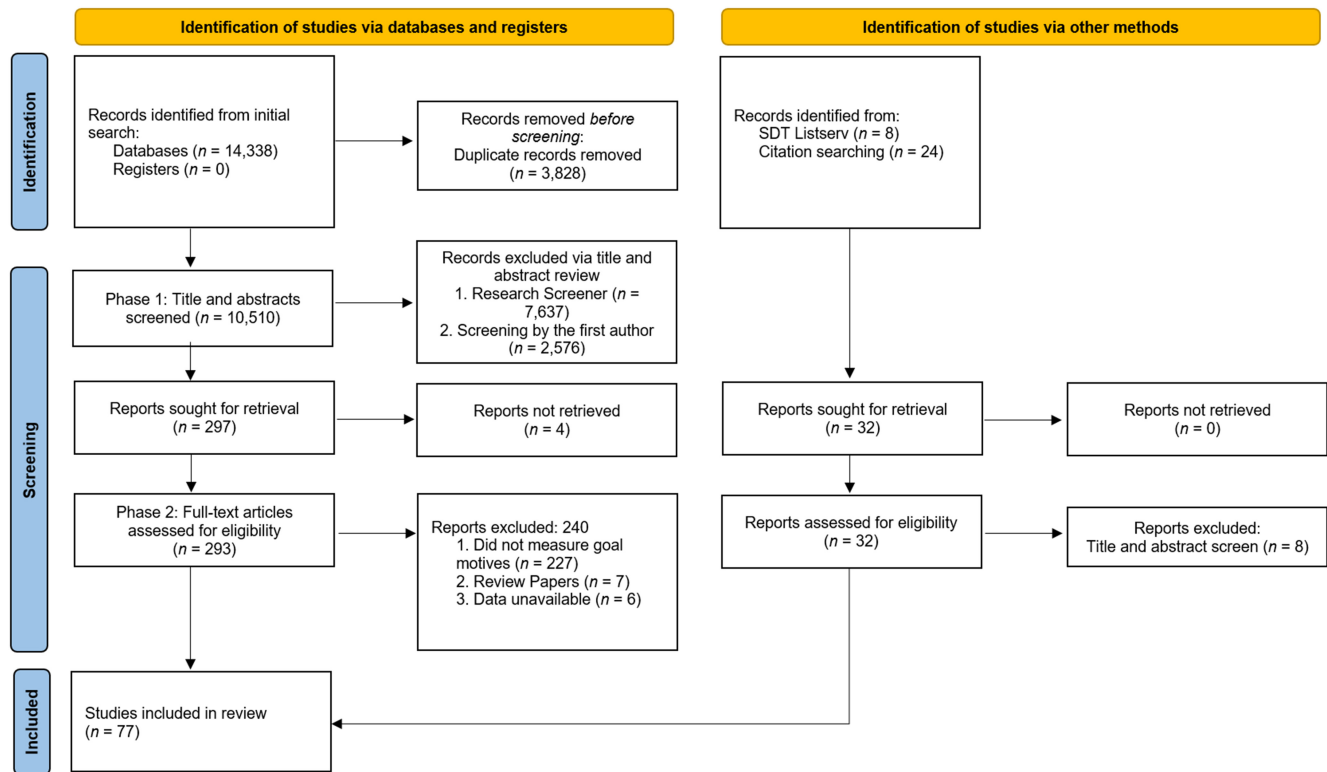 Identification of studies via databases and registers
Identification of studies via other methods
Identification
Records identified from initial
search:
Databases (n = 14,338)
Registers (n = 0)
Records removed before
screening:
Duplicate records removed
(n = 3,828)
Records identified from:
SDT Listserv (n = 8)
Citation searching (n = 24)
Screening
Phase 1: Title and abstracts
screened (n = 10,510)
Records excluded via title and
abstract review
1. Research Screener (n =
7,637)
2. Screening by the first author
(n = 2,576)
Reports sought for retrieval
(n = 297)
Reports not retrieved
(n = 4)
Reports sought for retrieval
(n = 32)
Reports not retrieved
(n = 0)
Phase 2: Full-text articles
assessed for eligibility
(n = 293)
Reports excluded: 240
1. Did not measure goal
motives (n = 227)
2. Review Papers (n = 7)
3. Data unavailable (n = 6)
Reports assessed for eligibility
(n = 32)
Reports excluded:
Title and abstract screen (n = 8)
Included
Studies included in review
(n = 77)